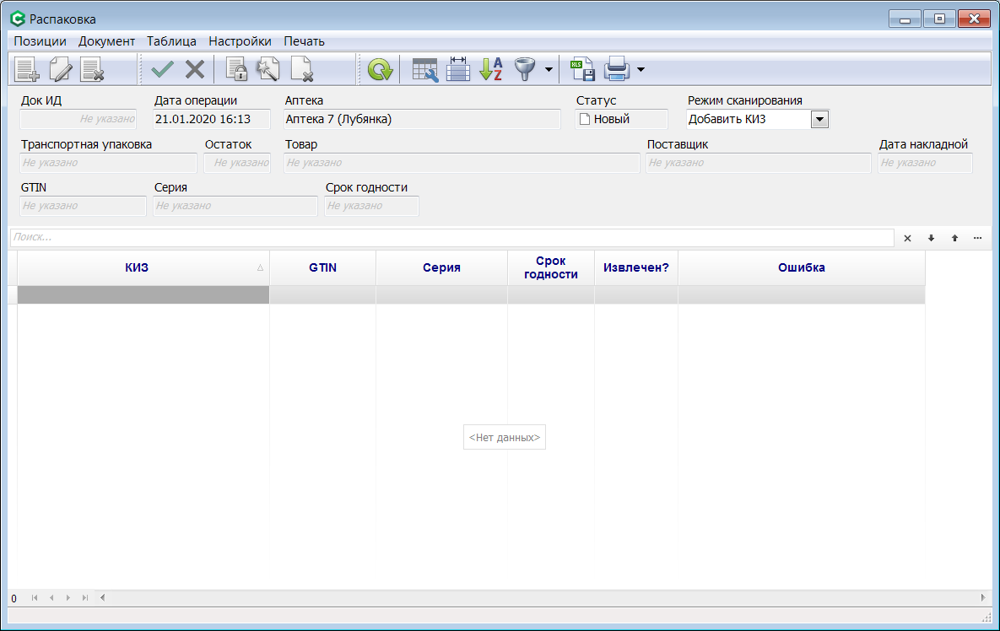 Распаковка
Позиции Документ Таблица Настройки Печать
A
Z
XLS
Док ИД Дата операции Аптека Статус Режим сканирования
Не указано 21.01.2020 16:13 Аптека 7 (Лубянка) Новый Добавить КИЗ
Транспортная упаковка Остаток Товар Поставщик Дата накладной
Не указано Не указано Не указано Не указано Не указано
GTIN Серия Срок годности
Не указано Не указано Не указано
Поиск...
КИЗ GTIN Серия Срок годности Извлечен? Ошибка
<Нет данных>
0